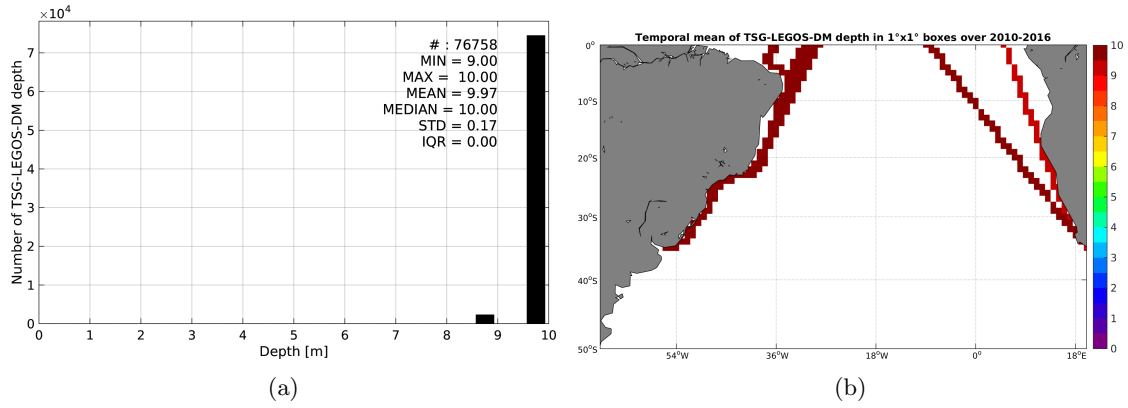 ×10⁴
7
6
5
4
3
2
1
0
Number of TSG-LEGOS-DM depth
# : 76758
MIN = 9.00
MAX = 10.00
MEAN = 9.97
MEDIAN = 10.00
STD = 0.17
IQR = 0.00
0 1 2 3 4 5 6 7 8 9 10
Depth [m]
(a)
Temporal mean of TSG-LEGOS-DM depth in 1°x1° boxes over 2010-2016
0°
10°S
20°S
30°S
40°S
50°S
54°W 36°W 18°W 0° 18°E
10
9
8
7
6
5
4
3
2
1
0
(b)